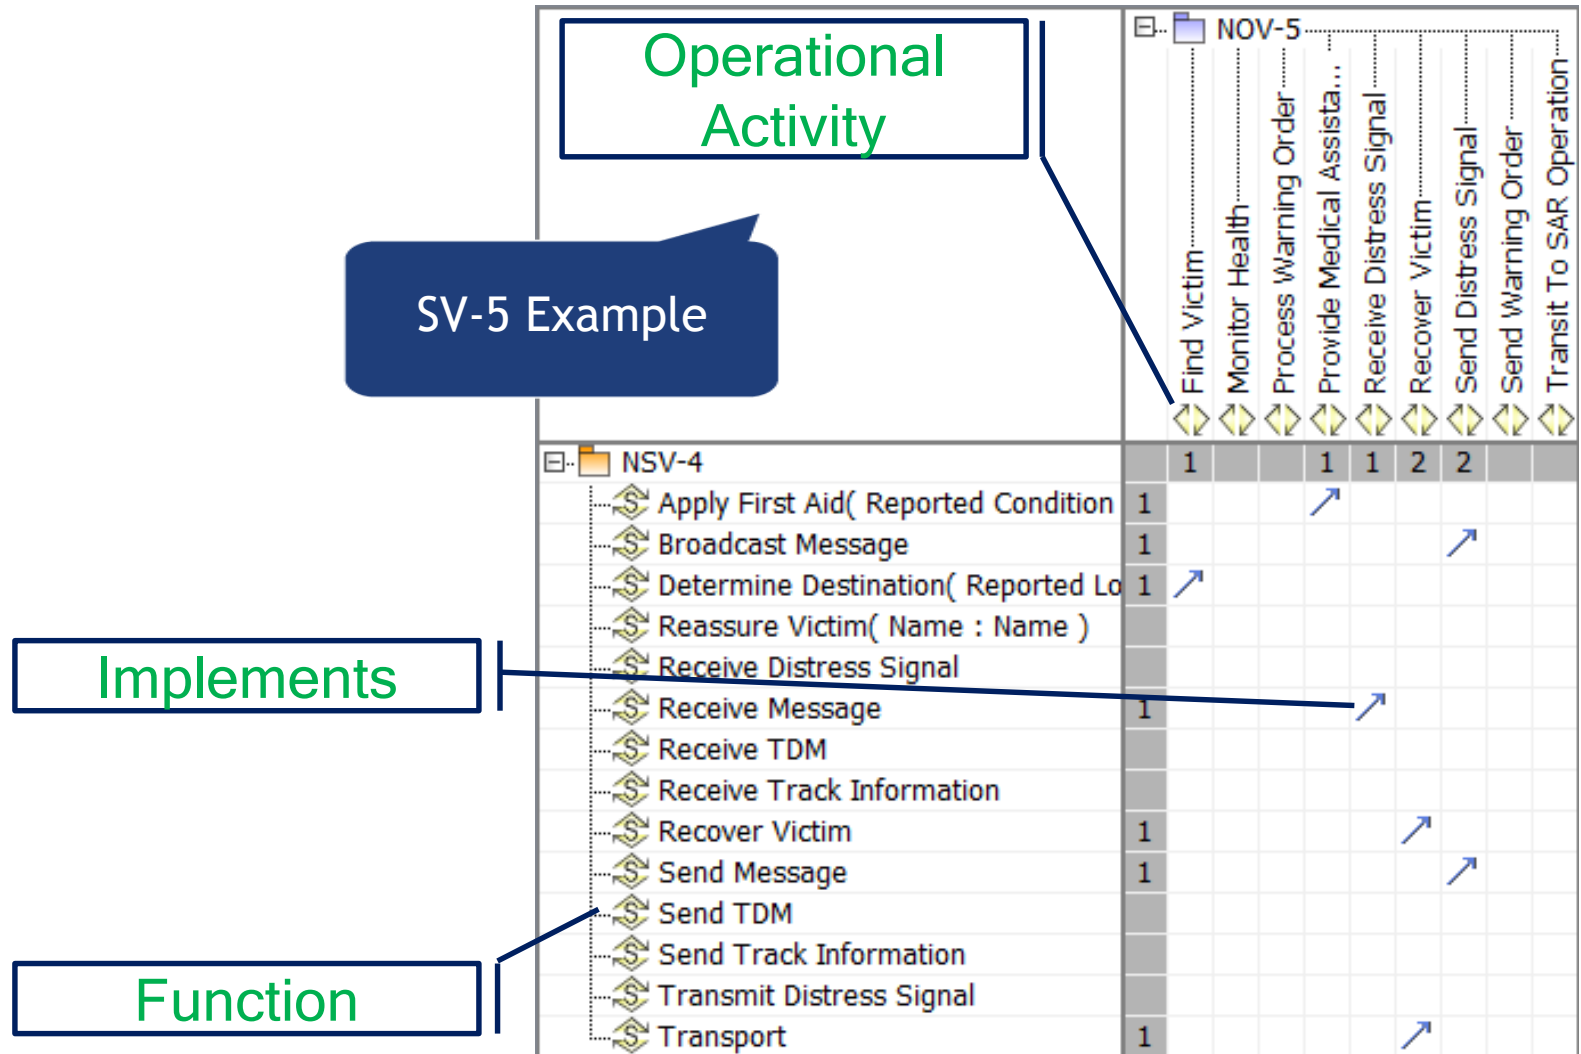 Operational
Activity
SV-5 Example
Implements
Function
NOV-5
Find Victim
Monitor Health
Process Warning Order
Provide Medical Assista...
Receive Distress Signal
Recover Victim
Send Distress Signal
Send Warning Order
Transit To SAR Operation
NSV-4 1 1 1 2 2
Apply First Aid( Reported Condition 1
Broadcast Message 1
Determine Destination( Reported Lo 1
Reassure Victim( Name : Name )
Receive Distress Signal
Receive Message 1
Receive TDM
Receive Track Information
Recover Victim 1
Send Message 1
Send TDM
Send Track Information
Transmit Distress Signal
Transport 1